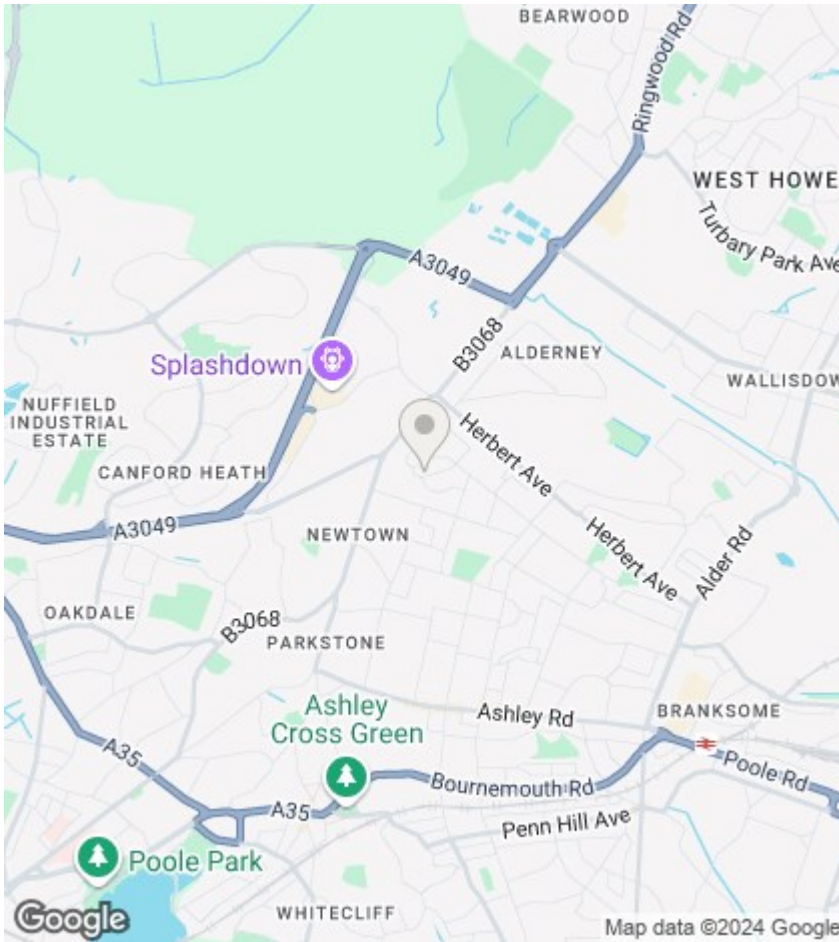 BEARWOOD
Ringwood Rd
WEST HOWE
Turbary Park Ave
A3049
B3068
Splashdown
ALDERNEY
WALLISDOW
NUFFIELD
INDUSTRIAL
ESTATE
Herbert Ave
CANFORD HEATH
A3049
NEWTOWN
Herbert Ave
Alder Rd
OAKDALE
B3068
PARKSTONE
Ashley
Cross Green
Ashley Rd
BRANKSOME
A35
Bournemouth Rd
Poole Rd
A35
Penn Hill Ave
Poole Park
WHITECLIFF
Google
Map data ©2024 Google